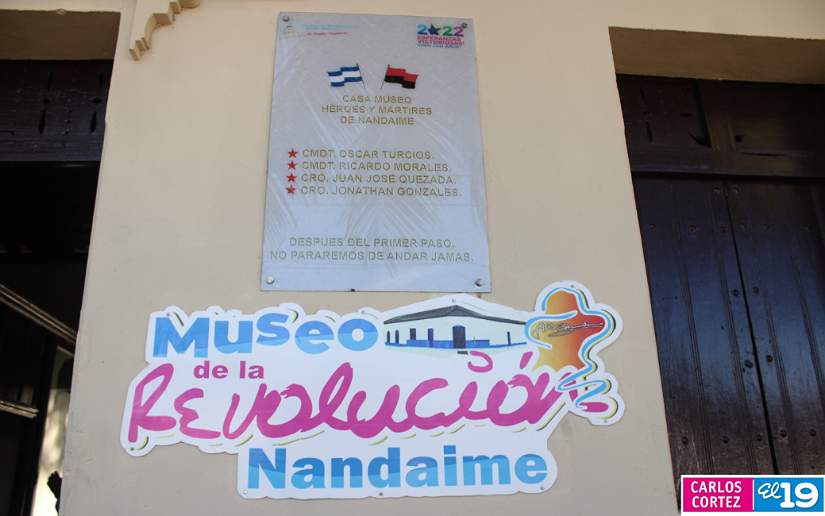 2022
ESPERANZAS
VICTORIOSAS!
CASA MUSEO
HEROES Y MARTIRES
DE NANDAIME
CMDT. OSCAR TURCIOS.
CMDT. RICARDO MORALES.
CRO. JUAN JOSE QUEZADA.
CRO. JONATHAN GONZALES.
DESPUES DEL PRIMER PASO,
NO PARAREMOS DE ANDAR JAMAS.
Museo
de la
Revolución
Nandaime
CARLOS
CORTEZ
El 19